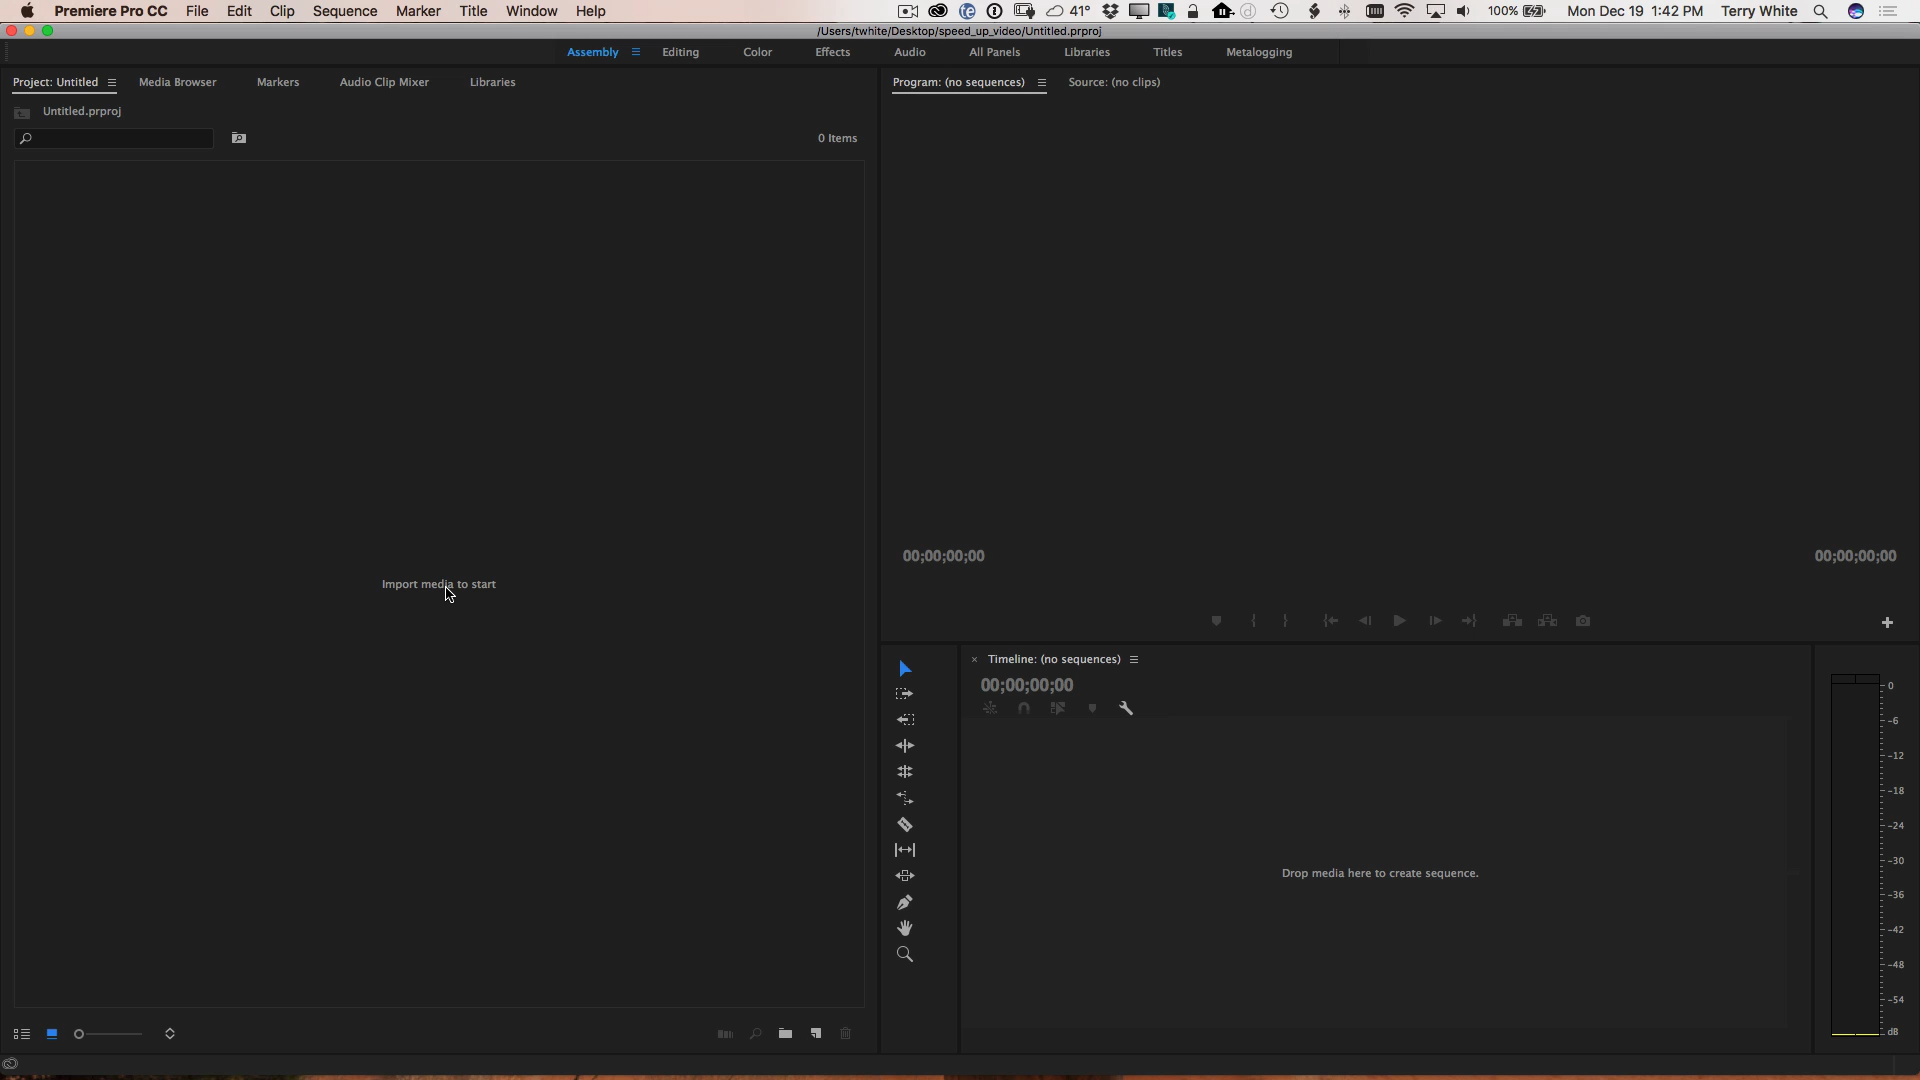 Premiere Pro CC File Edit Clip Sequence Marker Title Window Help 41° 100% Mon Dec 19 1:42 PM Terry White
/Users/twhite/Desktop/speed_up_video/Untitled.prproj
Assembly Editing Color Effects Audio All Panels Libraries Titles Metalogging
Project: Untitled Media Browser Markers Audio Clip Mixer Libraries
Program: (no sequences) Source: (no clips)
Untitled.prproj
0 Items
Import media to start
00;00;00;00 00;00;00;00
Timeline: (no sequences)
00;00;00;00
Drop media here to create sequence.
0
-6
-12
-18
-24
-30
-36
-42
-48
-54
dB